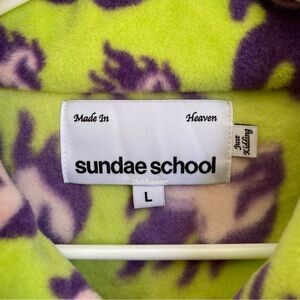 Made In Heaven
sundae school
L
Just
Kidding